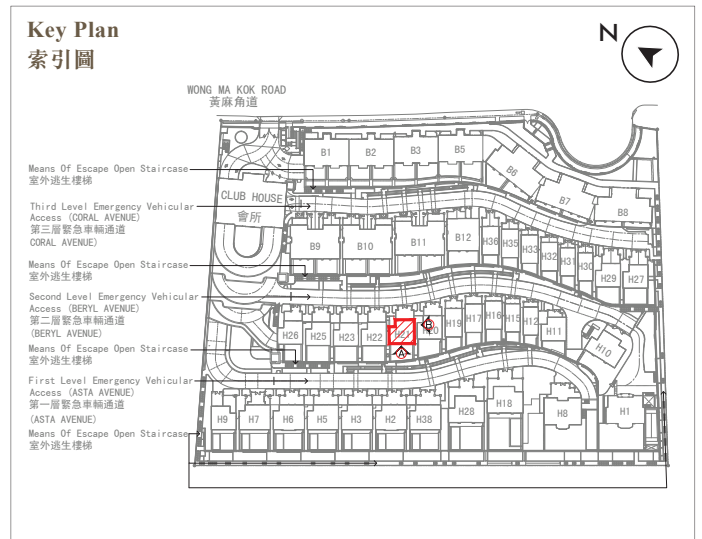 Key Plan
索引圖
N
WONG MA KOK ROAD
黃麻角道
Means Of Escape Open Staircase
室外逃生樓梯
Third Level Emergency Vehicular
Access (CORAL AVENUE)
第三層緊急車輛通道
CORAL AVENUE)
Means Of Escape Open Staircase
室外逃生樓梯
Second Level Emergency Vehicular
Access (BERYL AVENUE)
第二層緊急車輛通道
(BERYL AVENUE)
Means Of Escape Open Staircase
室外逃生樓梯
First Level Emergency Vehicular
Access (ASTA AVENUE)
第一層緊急車輛通道
(ASTA AVENUE)
Means Of Escape Open Staircase
室外逃生樓梯
CLUB HOUSE
會所
B1 B2 B3 B5 B6 B7 B8
B9 B10 B11 B12 H36 H35 H33 H32 H31 H30 H29 H27
H26 H25 H23 H22 H21 H20 H19 H17 H16 H15 H12 H11 H10
B
A
H9 H7 H6 H5 H3 H2 H38 H28 H18 H8 H1